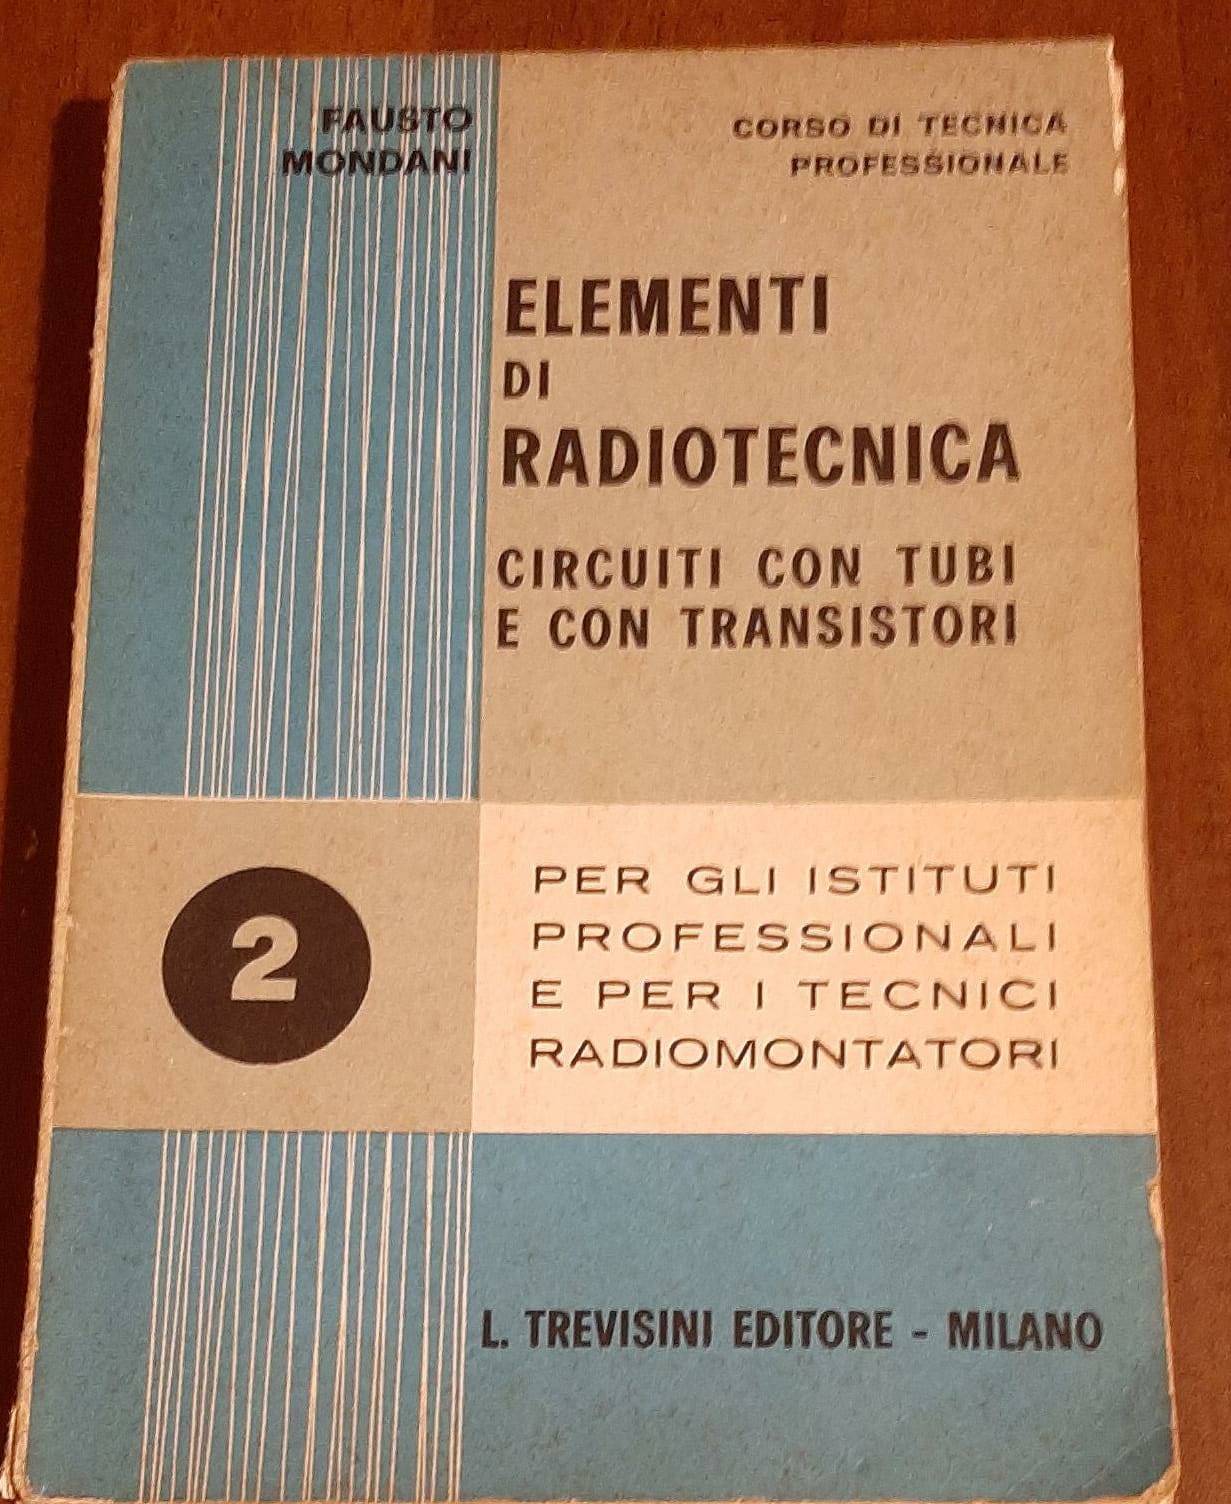 FAUSTO
MONDANI
CORSO DI TECNICA
PROFESSIONALE
ELEMENTI
DI
RADIOTECNICA
CIRCUITI CON TUBI
E CON TRANSISTORI
2
PER GLI ISTITUTI
PROFESSIONALI
E PER I TECNICI
RADIOMONTATORI
L. TREVISINI EDITORE - MILANO